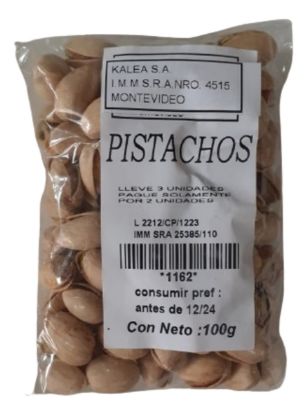 KALEA S.A.
I.M.M S.R.A.NRO. 4515
MONTEVIDEO
PISTACHOS
LLEVE 3 UNIDADES
PAGUE SOLAMENTE
POR 2 UNIDADES
L 2212/CP/1223
IMM SRA 25385/110
*1162*
consumir pref :
antes de 12/24
Con Neto :100g